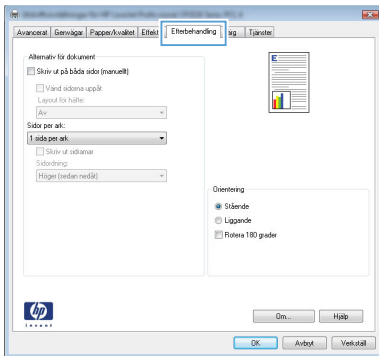 Avancerat Genvägar Papper/kvalitet Effekt Efterbehandling Tjänster
Alternativ för dokument
Skriv ut på båda sidor (manuellt)
Vänd sidorna uppåt
Layout för häfte:
Av
Sidor per ark:
1 sida per ark
Skriv ut sidramar
Sidordning:
Höger (sedan nedåt)
E
Orientering
Stående
Liggande
Rotera 180 grader
hp
invent
Om... Hjälp
OK Avbryt Verkställ